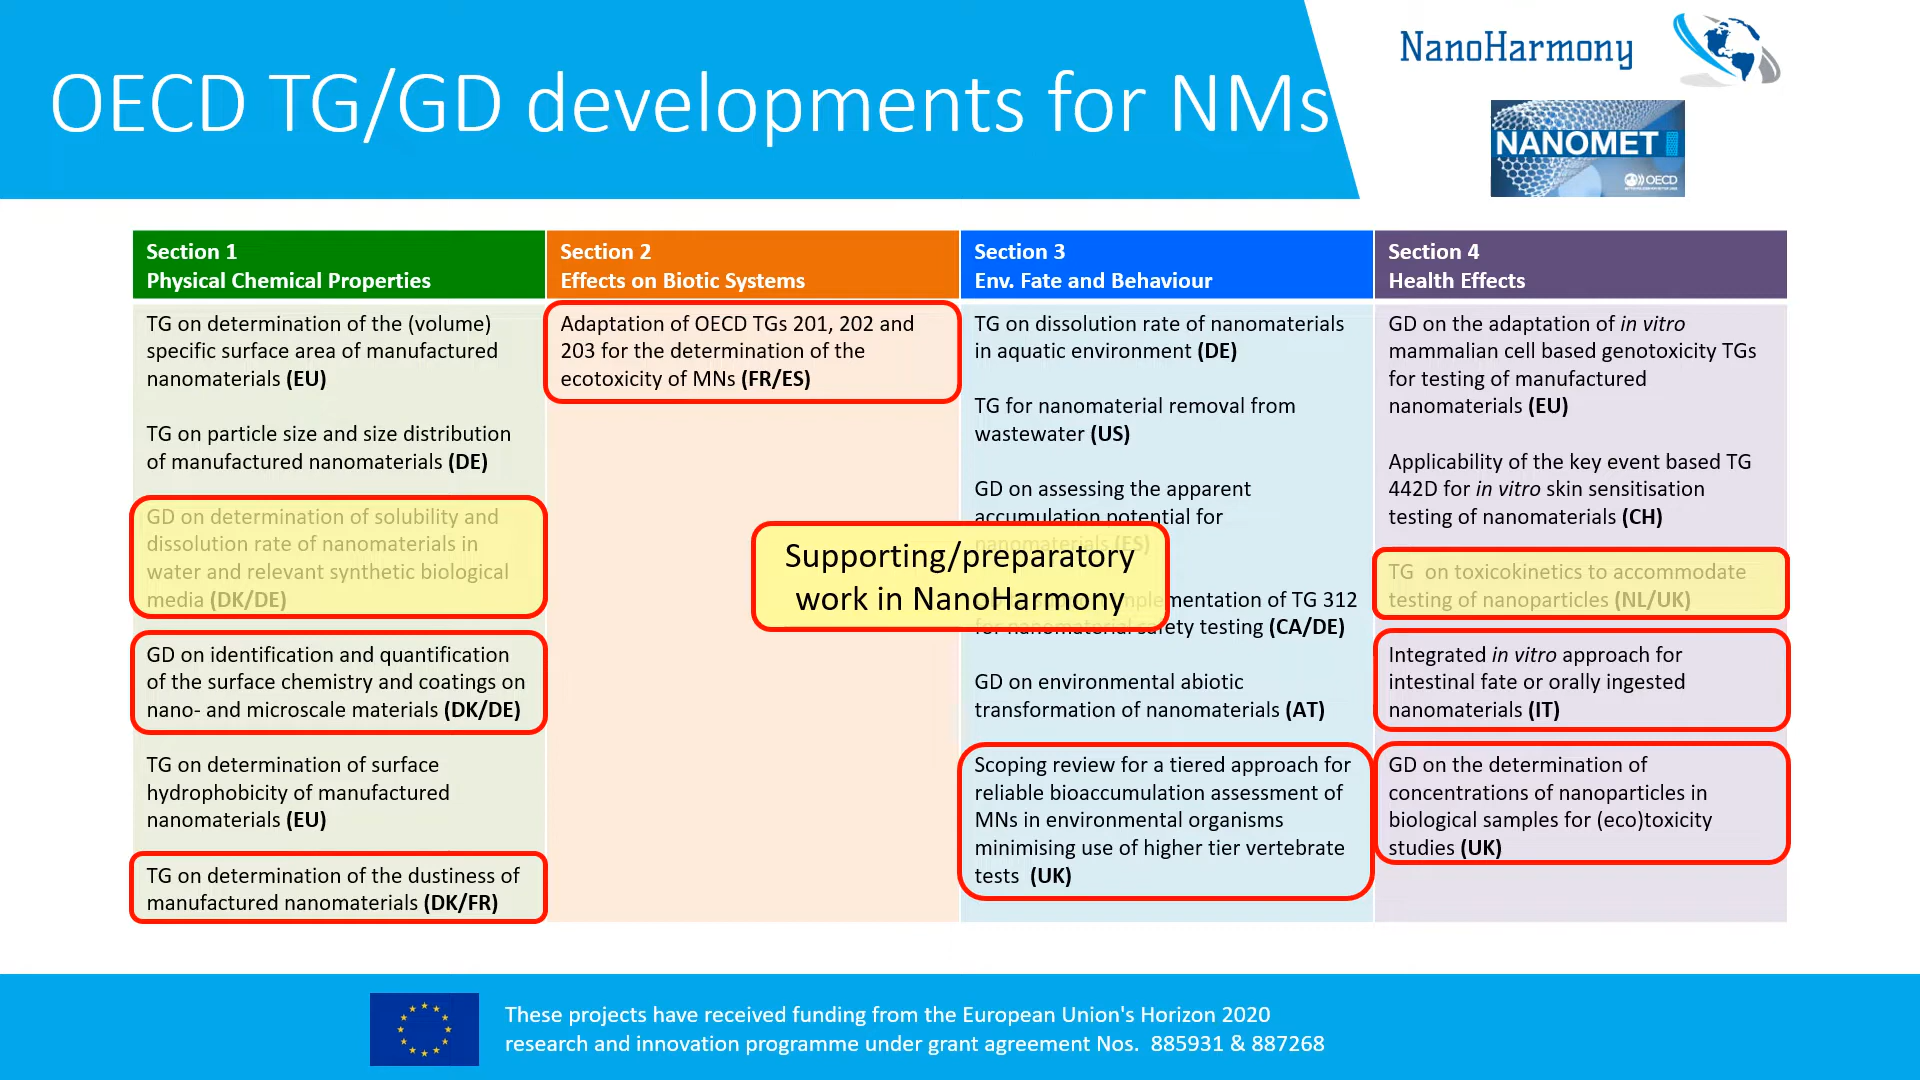 OECD TG/GD developments for NMs
NanoHarmony
NANOMET
OECD
Section 1
Physical Chemical Properties
TG on determination of the (volume)
specific surface area of manufactured
nanomaterials (EU)
TG on particle size and size distribution
of manufactured nanomaterials (DE)
GD on determination of solubility and
dissolution rate of nanomaterials in
water and relevant synthetic biological
media (DK/DE)
GD on identification and quantification
of the surface chemistry and coatings on
nano- and microscale materials (DK/DE)
TG on determination of surface
hydrophobicity of manufactured
nanomaterials (EU)
TG on determination of the dustiness of
manufactured nanomaterials (DK/FR)
Section 2
Effects on Biotic Systems
Adaptation of OECD TGs 201, 202 and
203 for the determination of the
ecotoxicity of MNs (FR/ES)
Section 3
Env. Fate and Behaviour
TG on dissolution rate of nanomaterials
in aquatic environment (DE)
TG for nanomaterial removal from
wastewater (US)
GD on assessing the apparent
accumulation potential for
nanomaterials (ES)
implementation of TG 312
for nanomaterial safety testing (CA/DE)
GD on environmental abiotic
transformation of nanomaterials (AT)
Scoping review for a tiered approach for
reliable bioaccumulation assessment of
MNs in environmental organisms
minimising use of higher tier vertebrate
tests (UK)
Section 4
Health Effects
GD on the adaptation of in vitro
mammalian cell based genotoxicity TGs
for testing of manufactured
nanomaterials (EU)
Applicability of the key event based TG
442D for in vitro skin sensitisation
testing of nanomaterials (CH)
TG on toxicokinetics to accommodate
testing of nanoparticles (NL/UK)
Integrated in vitro approach for
intestinal fate or orally ingested
nanomaterials (IT)
GD on the determination of
concentrations of nanoparticles in
biological samples for (eco)toxicity
studies (UK)
Supporting/preparatory
work in NanoHarmony
These projects have received funding from the European Union's Horizon 2020
research and innovation programme under grant agreement Nos. 885931 & 887268